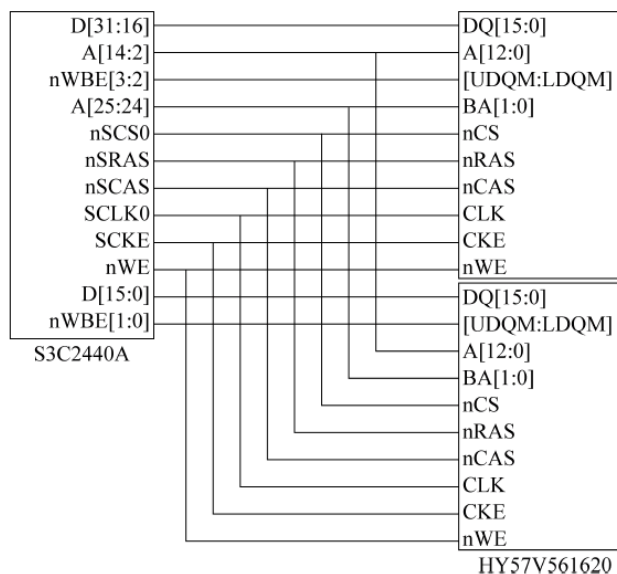 D[31:16]
A[14:2]
nWBE[3:2]
A[25:24]
nSCS0
nSRAS
nSCAS
SCLK0
SCKE
nWE
D[15:0]
nWBE[1:0]
S3C2440A
DQ[15:0]
A[12:0]
[UDQM:LDQM]
BA[1:0]
nCS
nRAS
nCAS
CLK
CKE
nWE
DQ[15:0]
[UDQM:LDQM]
A[12:0]
BA[1:0]
nCS
nRAS
nCAS
CLK
CKE
nWE
HY57V561620